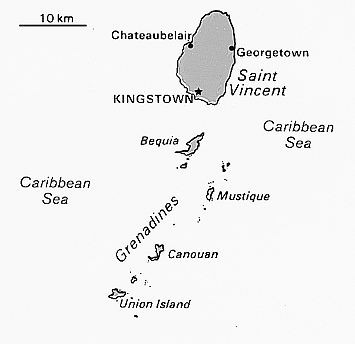 10 km
Chateaubelair
Georgetown
Saint
Vincent
KINGSTOWN
Caribbean
Sea
Bequia
Caribbean
Sea
Mustique
Grenadines
Canouan
Union Island